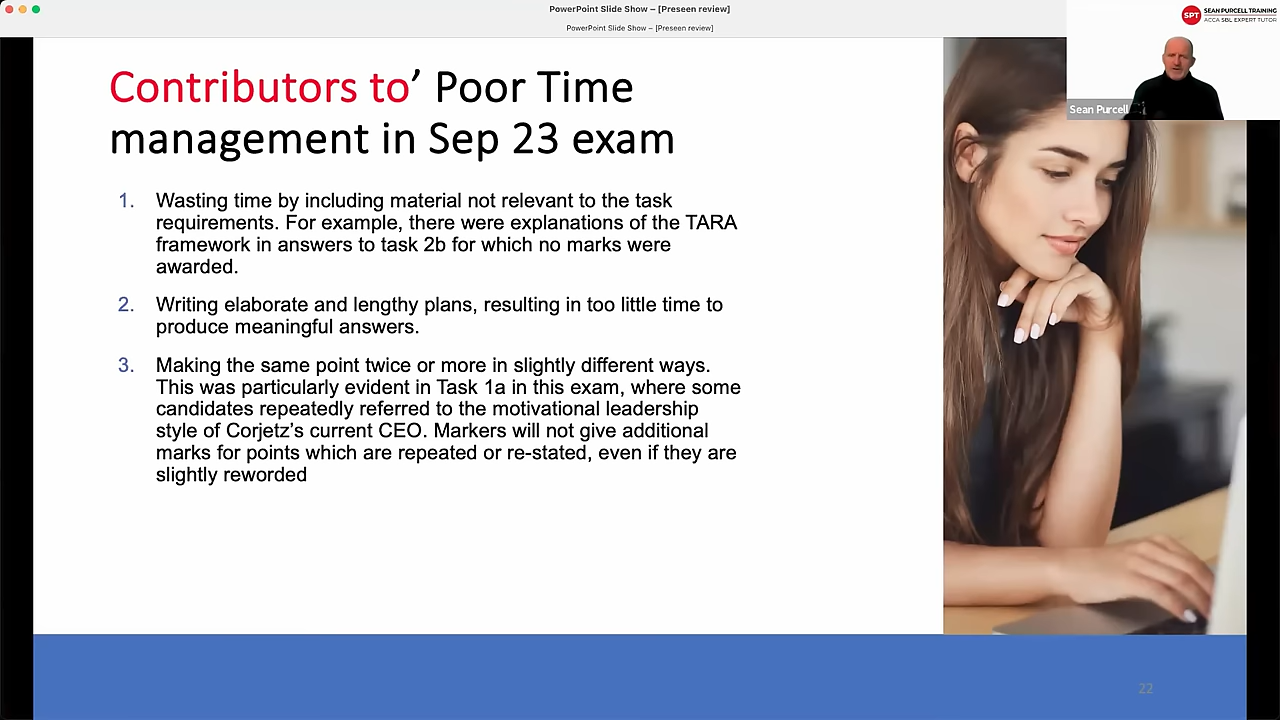 PowerPoint Slide Show – [Preseen review]
PowerPoint Slide Show – [Preseen review]
SPT
SEAN PURCELL TRAINING
ACCA SBL EXPERT TUTOR
Sean Purcell
Contributors to’ Poor Time
management in Sep 23 exam
1. Wasting time by including material not relevant to the task
requirements. For example, there were explanations of the TARA
framework in answers to task 2b for which no marks were
awarded.
2. Writing elaborate and lengthy plans, resulting in too little time to
produce meaningful answers.
3. Making the same point twice or more in slightly different ways.
This was particularly evident in Task 1a in this exam, where some
candidates repeatedly referred to the motivational leadership
style of Corjetz’s current CEO. Markers will not give additional
marks for points which are repeated or re-stated, even if they are
slightly reworded
22